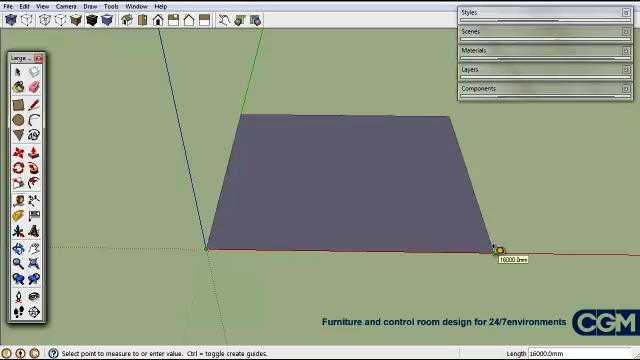 File Edit View Camera Draw Tools Window Help
Styles
Scenes
Materials
Layers
Components
Large ...
16000.0mm
Furniture and control room design for 24/7environments
CGM
Select point to measure to or enter value. Ctrl = toggle create guides.
Length 16000.0mm